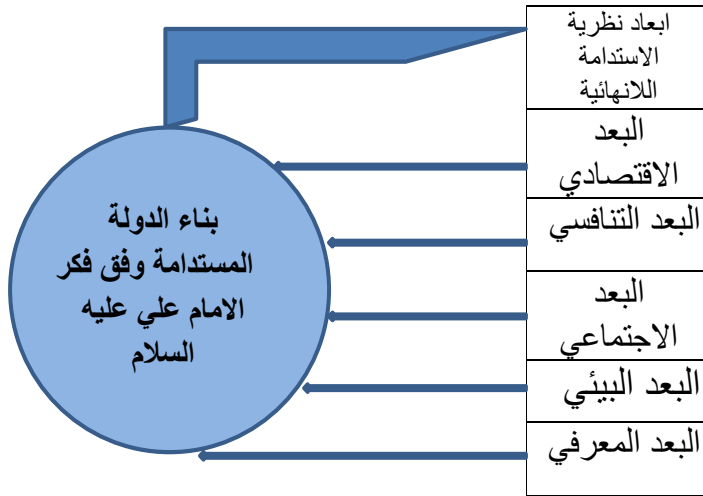 ابعاد نظرية
الاستدامة
اللانهائية
البعد
الاقتصادي
البعد التنافسي
البعد
الاجتماعي
البعد البيئي
البعد المعرفي
بناء الدولة
المستدامة وفق فكر
الامام علي عليه
السلام